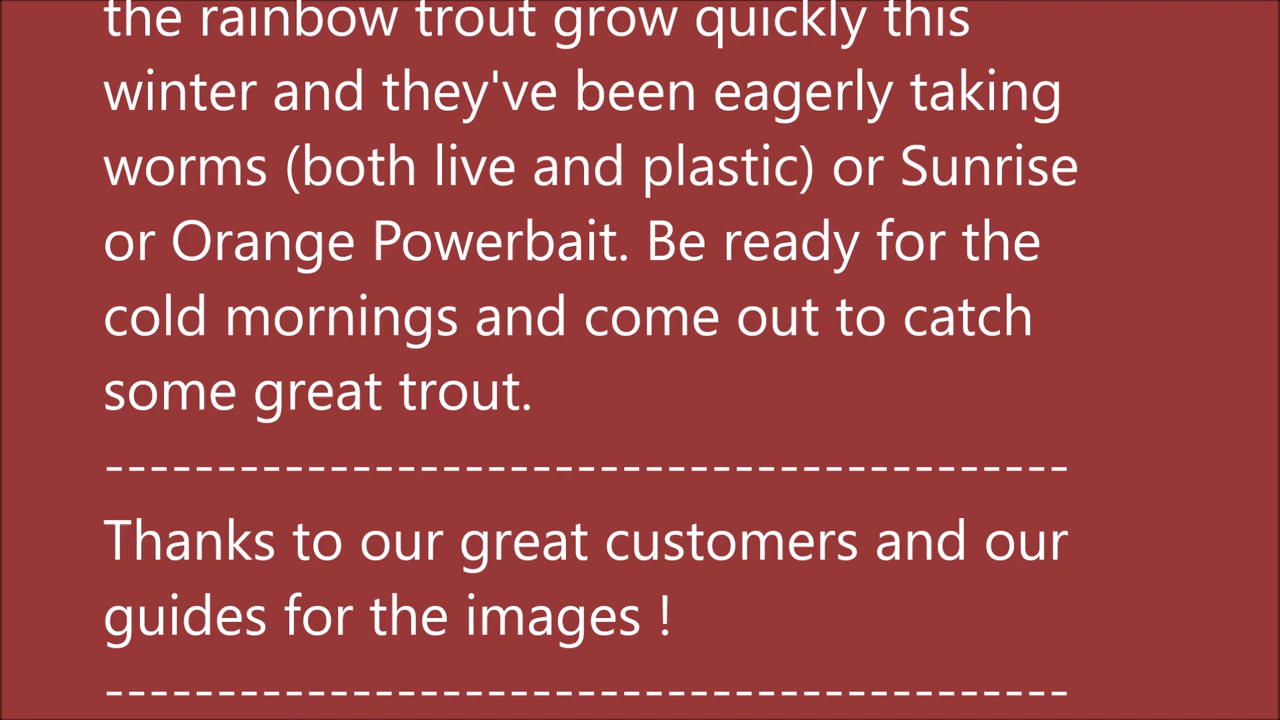 the rainbow trout grow quickly this
winter and they've been eagerly taking
worms (both live and plastic) or Sunrise
or Orange Powerbait. Be ready for the
cold mornings and come out to catch
some great trout.
-------------------------------------------
Thanks to our great customers and our
guides for the images !
-------------------------------------------